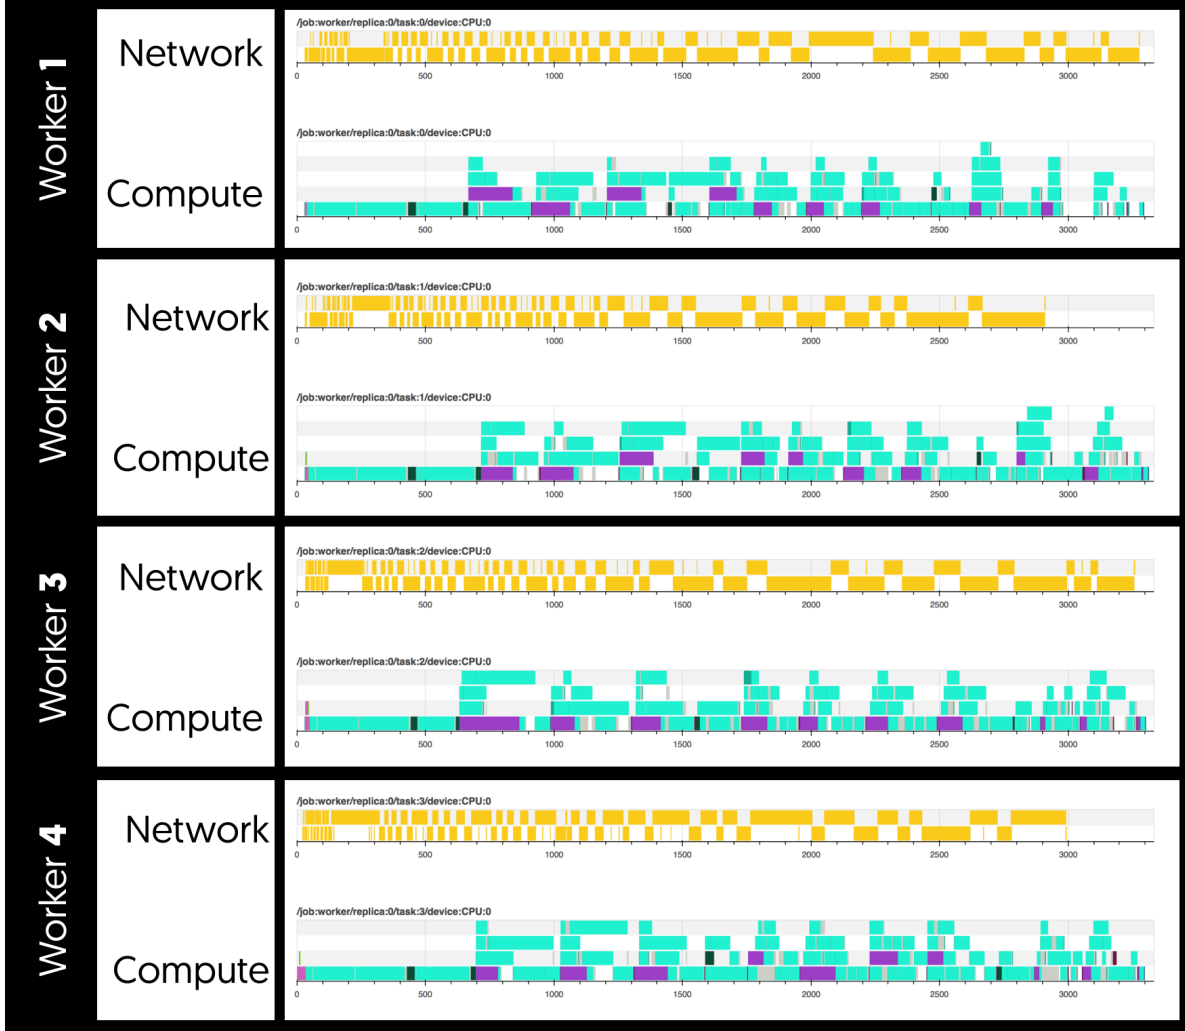 Worker 1
Network
/job:worker/replica:0/task:0/device:CPU:0
0 500 1000 1500 2000 2500 3000
Compute
/job:worker/replica:0/task:0/device:CPU:0
0 500 1000 1500 2000 2500 3000
Worker 2
Network
/job:worker/replica:0/task:1/device:CPU:0
0 500 1000 1500 2000 2500 3000
Compute
/job:worker/replica:0/task:1/device:CPU:0
0 500 1000 1500 2000 2500 3000
Worker 3
Network
/job:worker/replica:0/task:2/device:CPU:0
0 500 1000 1500 2000 2500 3000
Compute
/job:worker/replica:0/task:2/device:CPU:0
0 500 1000 1500 2000 2500 3000
Worker 4
Network
/job:worker/replica:0/task:3/device:CPU:0
0 500 1000 1500 2000 2500 3000
Compute
/job:worker/replica:0/task:3/device:CPU:0
0 500 1000 1500 2000 2500 3000